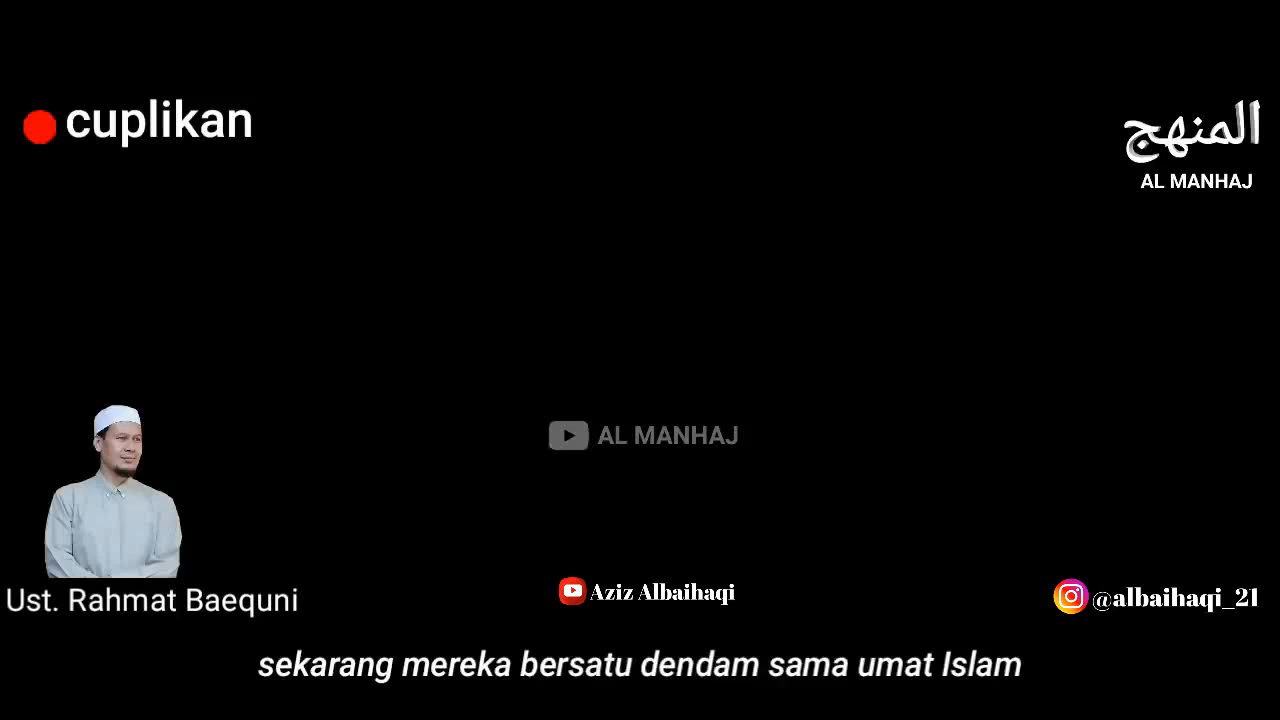 cuplikan
المنهج
AL MANHAJ
AL MANHAJ
Ust. Rahmat Baequni
Aziz Albaihaqi
@albaihaqi_21
sekarang mereka bersatu dendam sama umat Islam